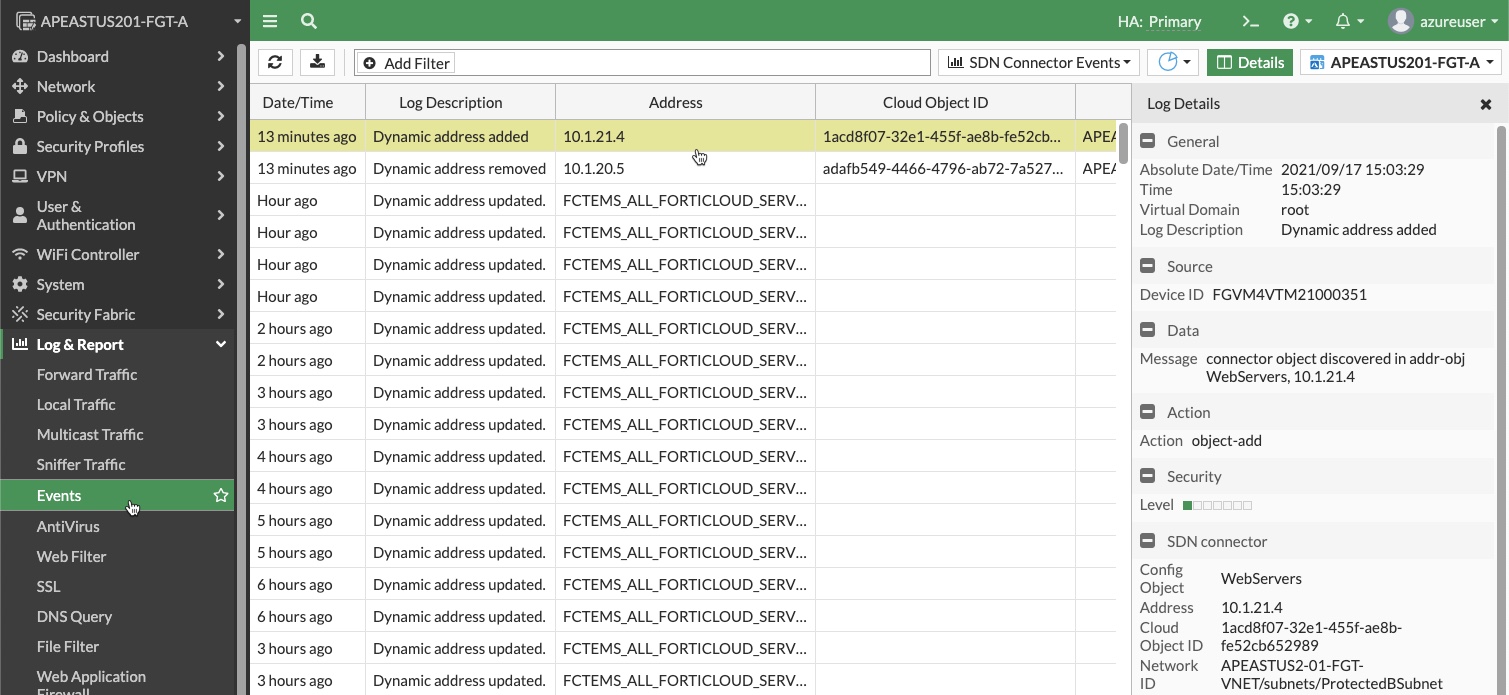 APEASTUS201-FGT-A
HA: Primary
azureuser
Dashboard
Network
Policy & Objects
Security Profiles
VPN
User &
Authentication
WiFi Controller
System
Security Fabric
Log & Report
Forward Traffic
Local Traffic
Multicast Traffic
Sniffer Traffic
Events
AntiVirus
Web Filter
SSL
DNS Query
File Filter
Web Application
Firewall
Add Filter
SDN Connector Events
Details
APEASTUS201-FGT-A
Date/Time Log Description Address Cloud Object ID
13 minutes ago Dynamic address added 10.1.21.4 1acd8f07-32e1-455f-ae8b-fe52cb... APEA
13 minutes ago Dynamic address removed 10.1.20.5 adafb549-4466-4796-ab72-7a527... APEA
Hour ago Dynamic address updated. FCTEMS_ALL_FORTICLOUD_SERV...
Hour ago Dynamic address updated. FCTEMS_ALL_FORTICLOUD_SERV...
Hour ago Dynamic address updated. FCTEMS_ALL_FORTICLOUD_SERV...
Hour ago Dynamic address updated. FCTEMS_ALL_FORTICLOUD_SERV...
2 hours ago Dynamic address updated. FCTEMS_ALL_FORTICLOUD_SERV...
2 hours ago Dynamic address updated. FCTEMS_ALL_FORTICLOUD_SERV...
3 hours ago Dynamic address updated. FCTEMS_ALL_FORTICLOUD_SERV...
3 hours ago Dynamic address updated. FCTEMS_ALL_FORTICLOUD_SERV...
4 hours ago Dynamic address updated. FCTEMS_ALL_FORTICLOUD_SERV...
4 hours ago Dynamic address updated. FCTEMS_ALL_FORTICLOUD_SERV...
5 hours ago Dynamic address updated. FCTEMS_ALL_FORTICLOUD_SERV...
5 hours ago Dynamic address updated. FCTEMS_ALL_FORTICLOUD_SERV...
6 hours ago Dynamic address updated. FCTEMS_ALL_FORTICLOUD_SERV...
6 hours ago Dynamic address updated. FCTEMS_ALL_FORTICLOUD_SERV...
3 hours ago Dynamic address updated. FCTEMS_ALL_FORTICLOUD_SERV...
3 hours ago Dynamic address updated. FCTEMS_ALL_FORTICLOUD_SERV...
Log Details
General
Absolute Date/Time 2021/09/17 15:03:29
Time 15:03:29
Virtual Domain root
Log Description Dynamic address added
Source
Device ID FGVM4VTM21000351
Data
Message connector object discovered in addr-obj
WebServers, 10.1.21.4
Action
Action object-add
Security
Level
SDN connector
Config
Object WebServers
Address 10.1.21.4
Cloud 1acd8f07-32e1-455f-ae8b-
Object ID fe52cb652989
Network APEASTUS2-01-FGT-
ID VNET/subnets/ProtectedBSubnet